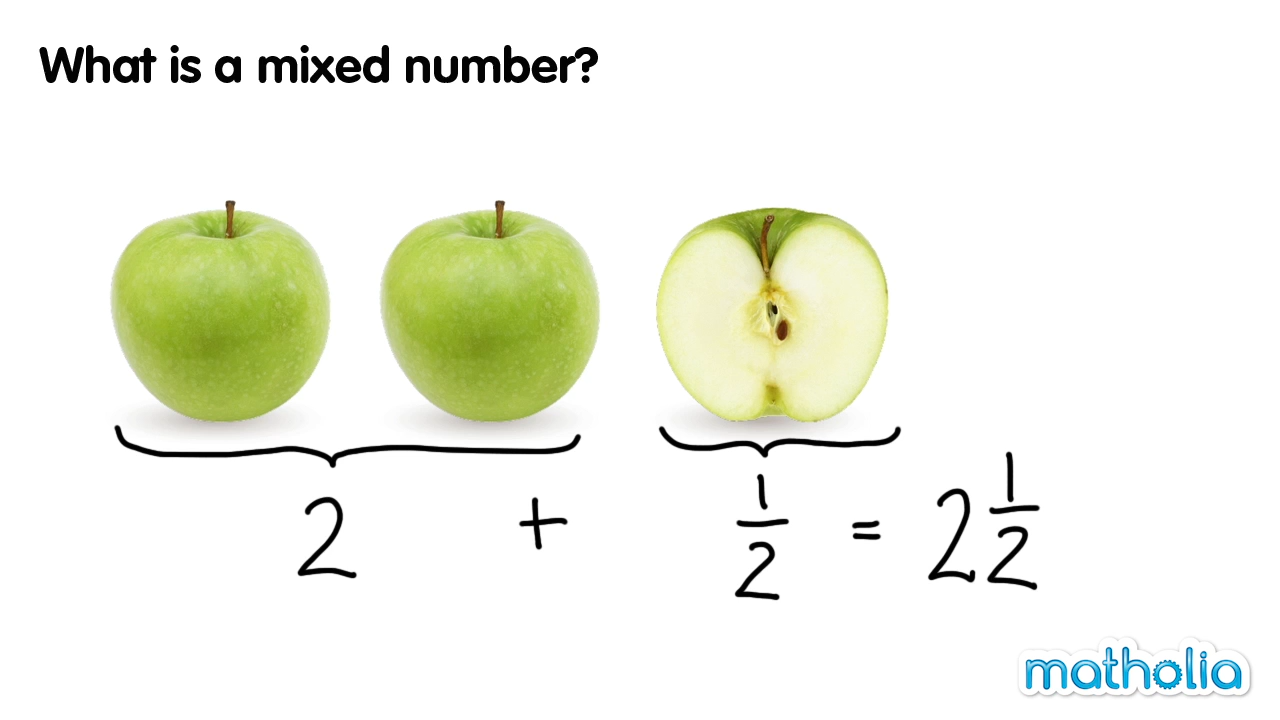 What is a mixed number?
2 + 1/2 = 2 1/2
matholia